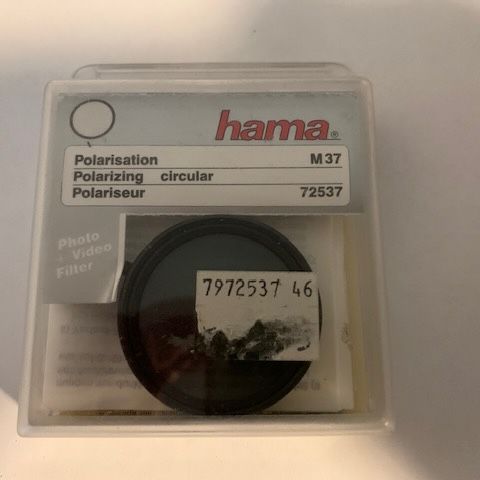 hama®
Polarisation M 37
Polarizing circular
Polariseur 72537
Photo
+ Video
Filter
7972537 46